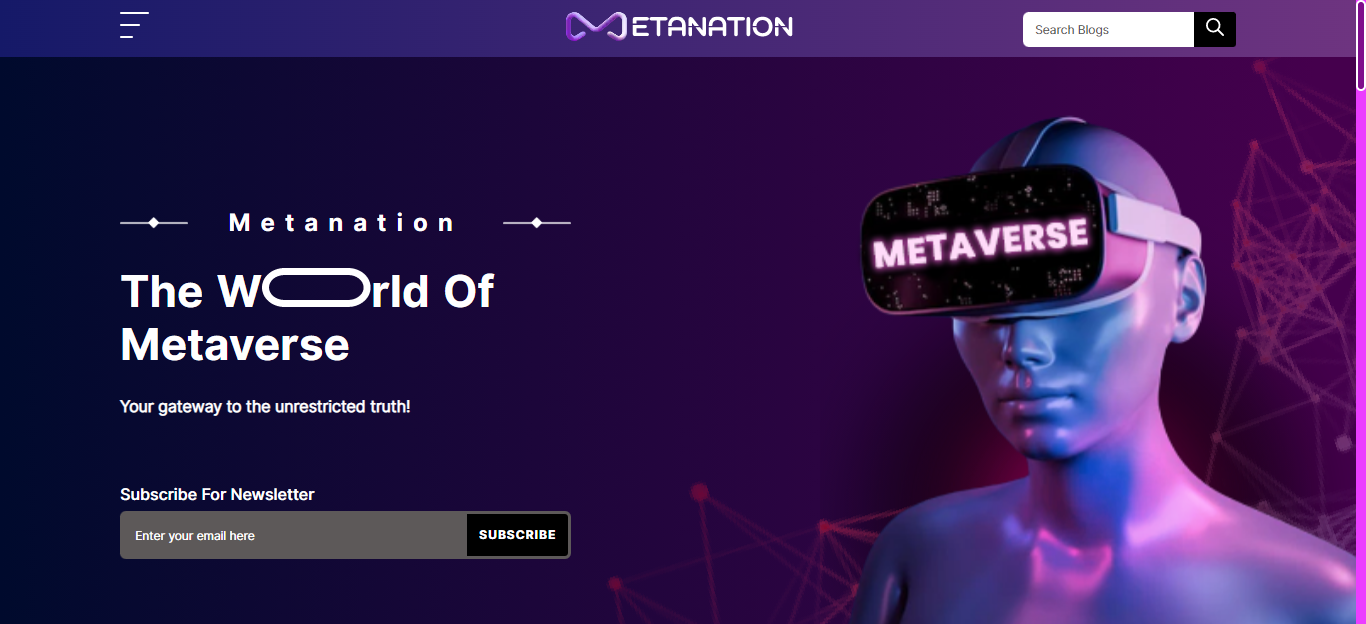 METANATION
Search Blogs
Metanation
The World Of
Metaverse
Your gateway to the unrestricted truth!
Subscribe For Newsletter
Enter your email here
SUBSCRIBE
METAVERSE